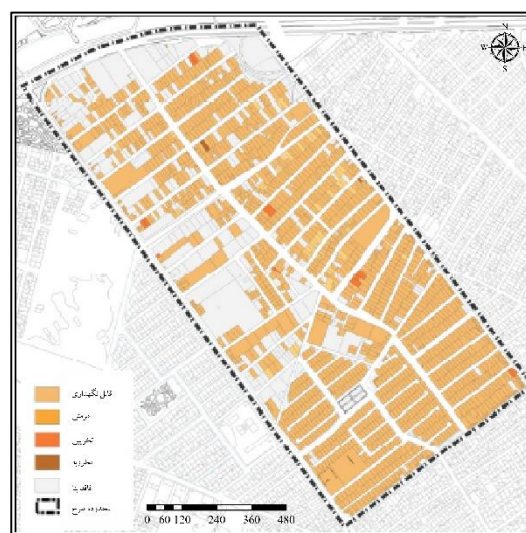 N
W E
S
قابل نگهداری
مرمتی
تخریبی
مخروبه
فاقد بنا
محدوده طرح
0 60 120 240 360 480